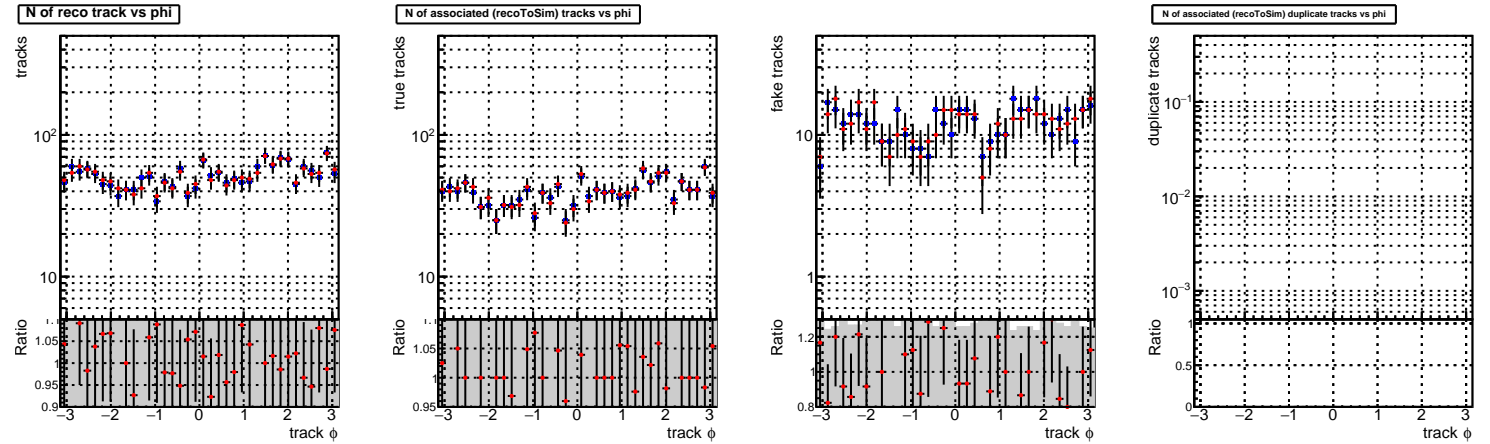 N of reco track vs phi
tracks
10²
10
Ratio
1.1
1.05
1
0.95
0.9
−3 −2 −1 0 1 2 3
track ϕ
N of associated (recoToSim) tracks vs phi
true tracks
10²
10
Ratio
1.1
1.05
1
0.95
−3 −2 −1 0 1 2 3
track ϕ
fake tracks
10
1
Ratio
1.2
1
0.8
−3 −2 −1 0 1 2 3
track ϕ
N of associated (recoToSim) duplicate tracks vs phi
duplicate tracks
10⁻¹
10⁻²
10⁻³
Ratio
1
0.5
0
−3 −2 −1 0 1 2 3
track ϕ